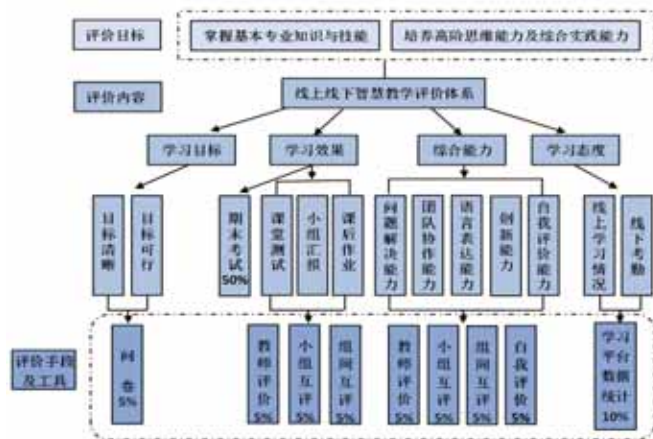 评价目标
掌握基本专业知识与技能
培养高阶思维能力及综合实践能力
评价内容
线上线下智慧教学评价体系
学习目标
学习效果
综合能力
学习态度
目标清晰
目标可行
期末考试50%
课堂测试
小组汇报
课后作业
问题解决能力
团队协作能力
语言表达能力
创新能力
自我评价能力
线上学习情况
线下考勤
评价手段
及工具
问卷5%
教师评价5%
小组互评5%
组间互评5%
教师评价5%
小组互评5%
组间互评5%
自我评价5%
学习平台数据统计10%